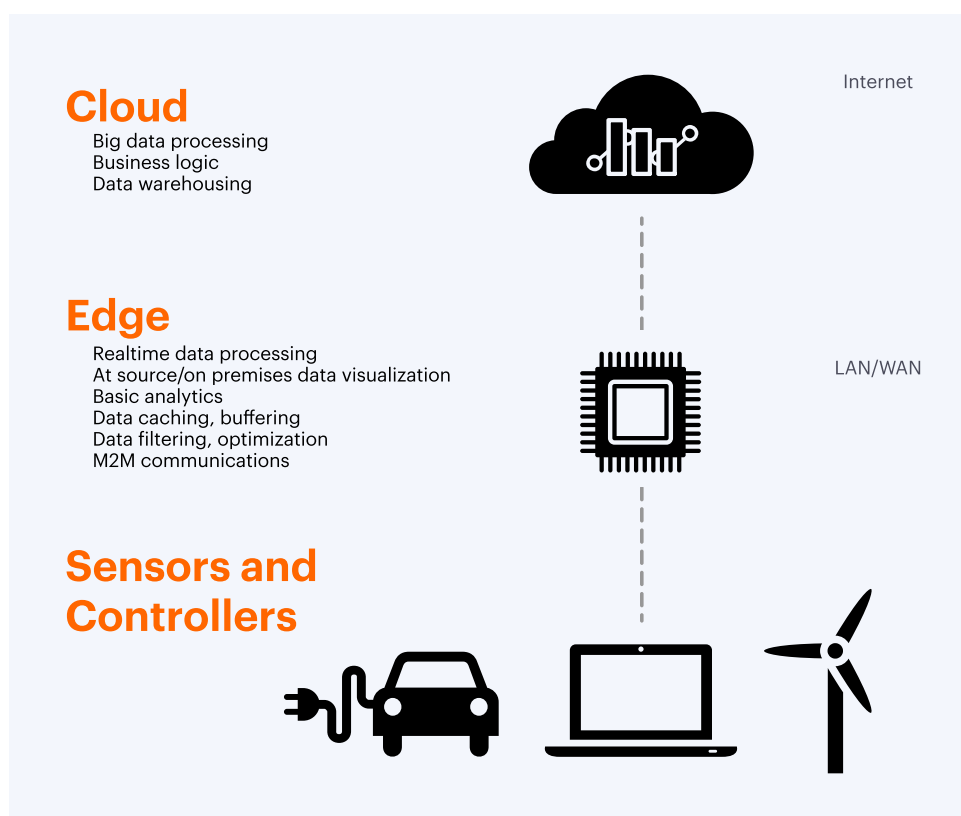 Cloud
Big data processing
Business logic
Data warehousing
Internet
Edge
Realtime data processing
At source/on premises data visualization
Basic analytics
Data caching, buffering
Data filtering, optimization
M2M communications
LAN/WAN
Sensors and
Controllers